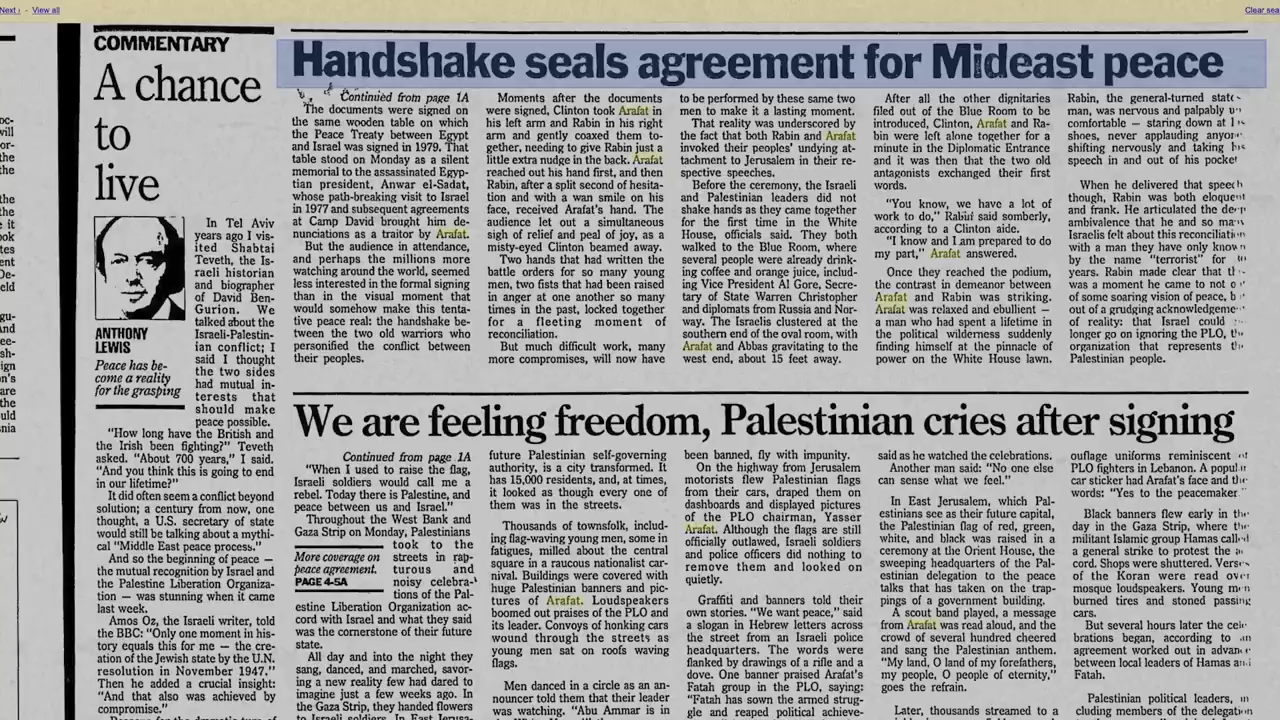 Next › - View all
Clear sea
COMMENTARY
A chance
to
live
ANTHONY
LEWIS
Peace has be-
come a reality
for the grasping
In Tel Aviv
years ago I vis-
ited Shabtai
Teveth, the Is-
raeli historian
and biographer
of David Ben-
Gurion. We
talked about the
Israeli-Palestin-
ian conflict; I
said I thought
the two sides
had mutual in-
terests that
should make
peace possible.
"How long have the British and
the Irish been fighting?" Teveth
asked. "About 700 years," I said.
"And you think this is going to end
in our lifetime?"
It did often seem a conflict beyond
solution; a century from now, one
thought, a U.S. secretary of state
would still be talking about a mythi-
cal "Middle East peace process."
And so the beginning of peace —
the mutual recognition by Israel and
the Palestine Liberation Organiza-
tion — was stunning when it came
last week.
Amos Oz, the Israeli writer, told
the BBC: "Only one moment in his-
tory equals this for me — the cre-
ation of the Jewish state by the U.N.
resolution in November 1947."
Then he added a crucial insight:
"And that also was achieved by
compromise."
Handshake seals agreement for Mideast peace
Continued from page 1A
The documents were signed on
the same wooden table on which
the Peace Treaty between Egypt
and Israel was signed in 1979. That
table stood on Monday as a silent
memorial to the assassinated Egyp-
tian president, Anwar el-Sadat,
whose path-breaking visit to Israel
in 1977 and subsequent agreements
at Camp David brought him de-
nunciations as a traitor by Arafat.
But the audience in attendance,
and perhaps the millions more
watching around the world, seemed
less interested in the formal signing
than in the visual moment that
would somehow make this tenta-
tive peace real: the handshake be-
tween the two old warriors who
personified the conflict between
their peoples.
Moments after the documents
were signed, Clinton took Arafat in
his left arm and Rabin in his right
arm and gently coaxed them to-
gether, needing to give Rabin just a
little extra nudge in the back. Arafat
reached out his hand first, and then
Rabin, after a split second of hesita-
tion and with a wan smile on his
face, received Arafat's hand. The
audience let out a simultaneous
sigh of relief and peal of joy, as a
misty-eyed Clinton beamed away.
Two hands that had written the
battle orders for so many young
men, two fists that had been raised
in anger at one another so many
times in the past, locked together
for a fleeting moment of
reconciliation.
But much difficult work, many
more compromises, will now have
to be performed by these same two
men to make it a lasting moment.
That reality was underscored by
the fact that both Rabin and Arafat
invoked their peoples' undying at-
tachment to Jerusalem in their re-
spective speeches.
Before the ceremony, the Israeli
and Palestinian leaders did not
shake hands as they came together
for the first time in the White
House, officials said. They both
walked to the Blue Room, where
several people were already drink-
ing coffee and orange juice, includ-
ing Vice President Al Gore, Secre-
tary of State Warren Christopher
and diplomats from Russia and Nor-
way. The Israelis clustered at the
southern end of the oval room, with
Arafat and Abbas gravitating to the
west end, about 15 feet away.
After all the other dignitaries
filed out of the Blue Room to be
introduced, Clinton, Arafat and Ra-
bin were left alone together for a
minute in the Diplomatic Entrance
and it was then that the two old
antagonists exchanged their first
words.
"You know, we have a lot of
work to do," Rabin said somberly,
according to a Clinton aide.
"I know and I am prepared to do
my part," Arafat answered.
Once they reached the podium,
the contrast in demeanor between
Arafat and Rabin was striking.
Arafat was relaxed and ebullient –
a man who had spent a lifetime in
the political wilderness suddenly
finding himself at the pinnacle of
power on the White House lawn.
Rabin, the general-turned states-
man, was nervous and palpably un
comfortable — staring down at
shoes, never applauding anyone
shifting nervously and taking
speech in and out of his pocket
When he delivered that speech
though, Rabin was both eloquent
and frank. He articulated the deep
ambivalence that he and so many
Israelis felt about this reconciliation
with a man they have only known
by the name "terrorist" for
years. Rabin made clear that
was a moment he came to not
of some soaring vision of peace,
out of a grudging acknowledgement
of reality: that Israel could
longer go on ignoring the PLO,
organization that represents the
Palestinian people.
We are feeling freedom, Palestinian cries after signing
Continued from page 1A
"When I used to raise the flag,
Israeli soldiers would call me a
rebel. Today there is Palestine, and
peace between us and Israel."
Throughout the West Bank and
Gaza Strip on Monday, Palestinians
took to the
streets in rap-
turous and
noisy celebra-
tions of the Pal-
More coverage on
peace agreement.
PAGE 4-5A
estine Liberation Organization ac-
cord with Israel and what they said
was the cornerstone of their future
state.
All day and into the night they
sang, danced, and marched, savor-
ing a new reality few had dared to
imagine just a few weeks ago. In
the Gaza Strip, they handed flowers
to Israeli soldiers. In East Jerusa-
future Palestinian self-governing
authority, is a city transformed. It
has 15,000 residents, and, at times,
it looked as though every one of
them was in the streets.
Thousands of townsfolk, includ-
ing flag-waving young men, some in
fatigues, milled about the central
square in a raucous nationalist car-
nival. Buildings were covered with
huge Palestinian banners and pic-
tures of Arafat. Loudspeakers
boomed out praises of the PLO and
its leader. Convoys of honking cars
wound through the streets as
young men sat on roofs waving
flags.
Men danced in a circle as an an-
nouncer told them that their leader
was watching. "Abu Ammar is in
been banned, fly with impunity.
On the highway from Jerusalem
motorists flew Palestinian flags
from their cars, draped them on
dashboards and displayed pictures
of the PLO chairman, Yasser
Arafat. Although the flags are still
officially outlawed, Israeli soldiers
and police officers did nothing to
remove them and looked on
quietly.
Graffiti and banners told their
own stories. "We want peace," said
a slogan in Hebrew letters across
the street from an Israeli police
headquarters. The words were
flanked by drawings of a rifle and a
dove. One banner praised Arafat's
Fatah group in the PLO, saying:
"Fatah has sown the armed strug-
gle and reaped political achieve-
said as he watched the celebrations.
Another man said: "No one else
can sense what we feel."
In East Jerusalem, which Pal-
estinians see as their future capital,
the Palestinian flag of red, green,
white, and black was raised in a
ceremony at the Orient House, the
sweeping headquarters of the Pal-
estinian delegation to the peace
talks that has taken on the trap-
pings of a government building.
A scout band played, a message
from Arafat was read aloud, and the
crowd of several hundred cheered
and sang the Palestinian anthem.
"My land, O land of my forefathers,
my people, O people of eternity,"
goes the refrain.
Later, thousands streamed to a
ouflage uniforms reminiscent of
PLO fighters in Lebanon. A popular
car sticker had Arafat's face and the
words: "Yes to the peacemaker."
Black banners flew early in the
day in the Gaza Strip, where the
militant Islamic group Hamas called
a general strike to protest the
cord. Shops were shuttered. Verses
of the Koran were read over
mosque loudspeakers. Young men
burned tires and stoned passing
cars.
But several hours later the cele-
brations began, according to an
agreement worked out in advance
between local leaders of Hamas and
Fatah.
Palestinian political leaders,
cluding members of the delegation